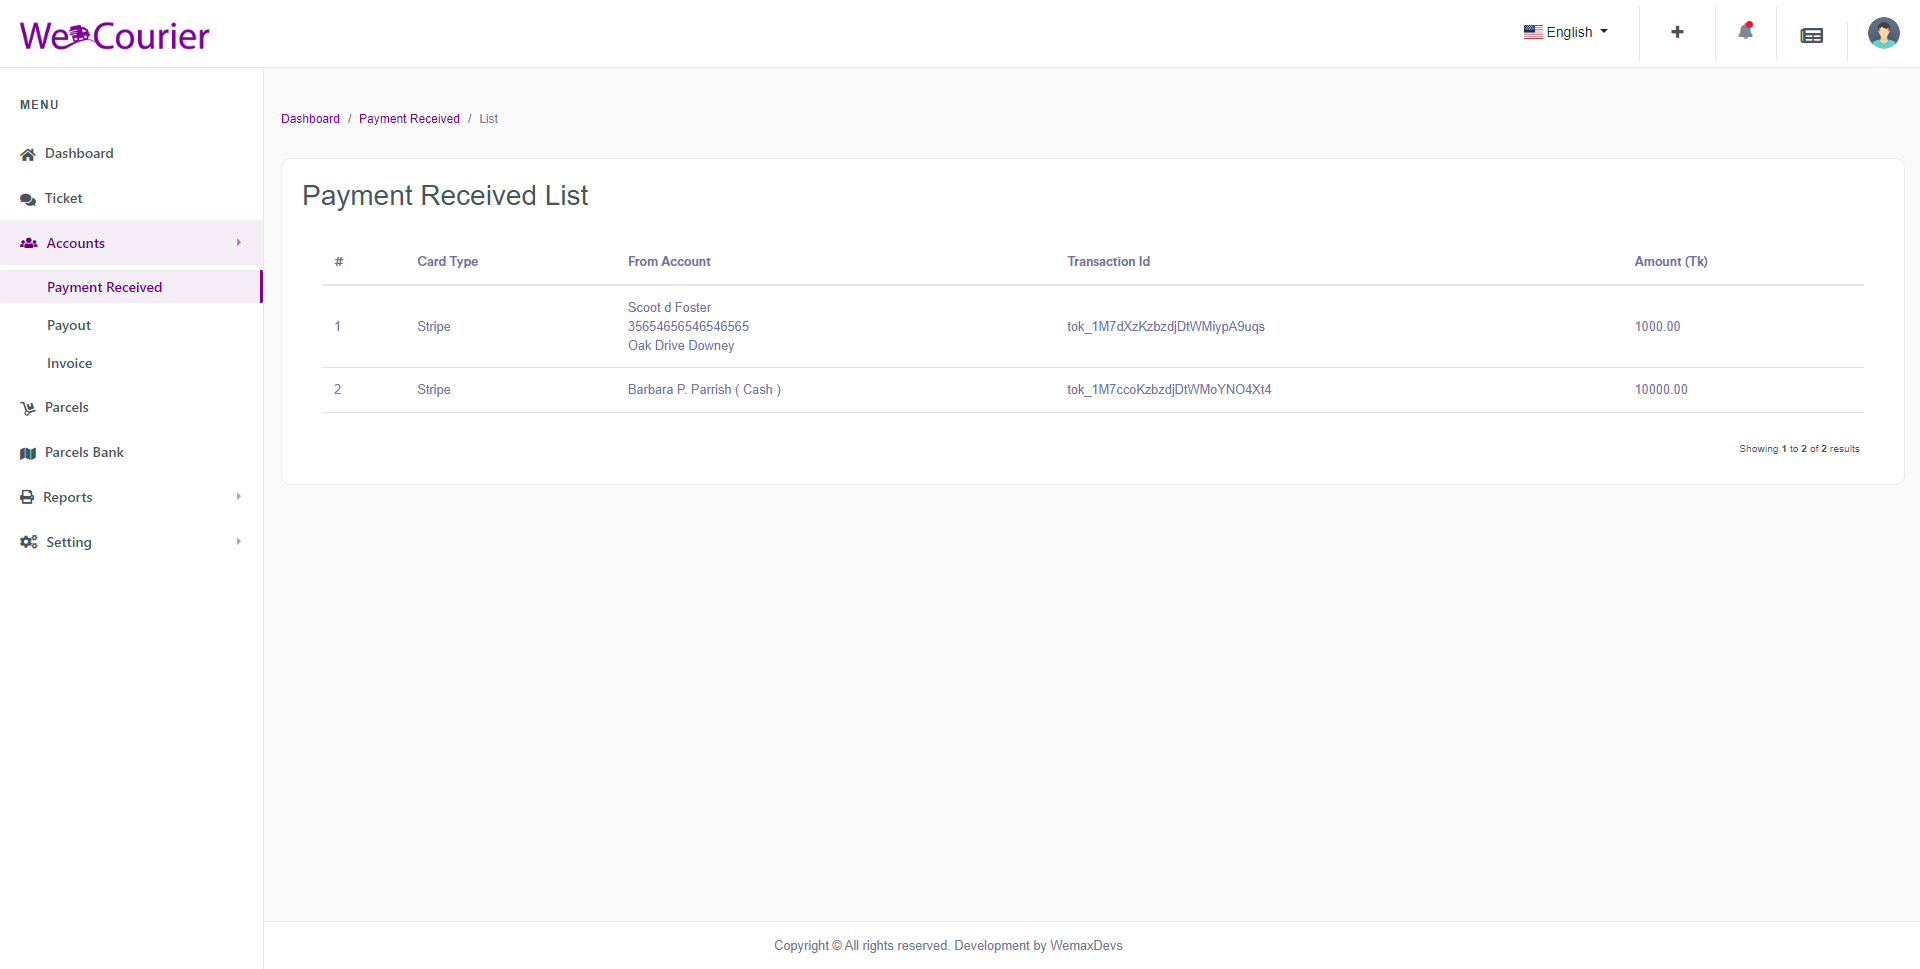 We Courier
English
MENU
Dashboard
Ticket
Accounts
Payment Received
Payout
Invoice
Parcels
Parcels Bank
Reports
Setting
Dashboard / Payment Received / List
Payment Received List
# Card Type From Account Transaction Id Amount (Tk)
1 Stripe Scoot d Foster
35654656546546565
Oak Drive Downey tok_1M7dXzKzbzdjDtWMiypA9uqs 1000.00
2 Stripe Barbara P. Parrish ( Cash ) tok_1M7ccoKzbzdjDtWMoYNO4Xt4 10000.00
Showing 1 to 2 of 2 results
Copyright © All rights reserved. Development by WemaxDevs